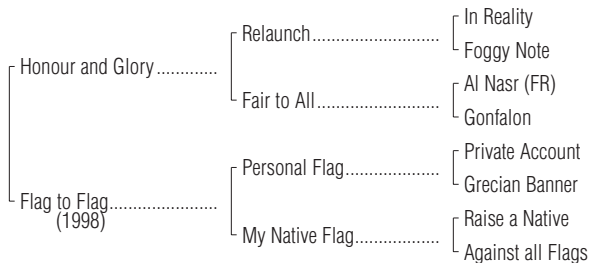 In Reality
Relaunch..............................
Foggy Note
Honour and Glory.............
Al Nasr (FR)
Fair to All.............................
Gonfalon
Private Account
Personal Flag......................
Grecian Banner
Flag to Flag.........................
(1998)
Raise a Native
My Native Flag....................
Against all Flags